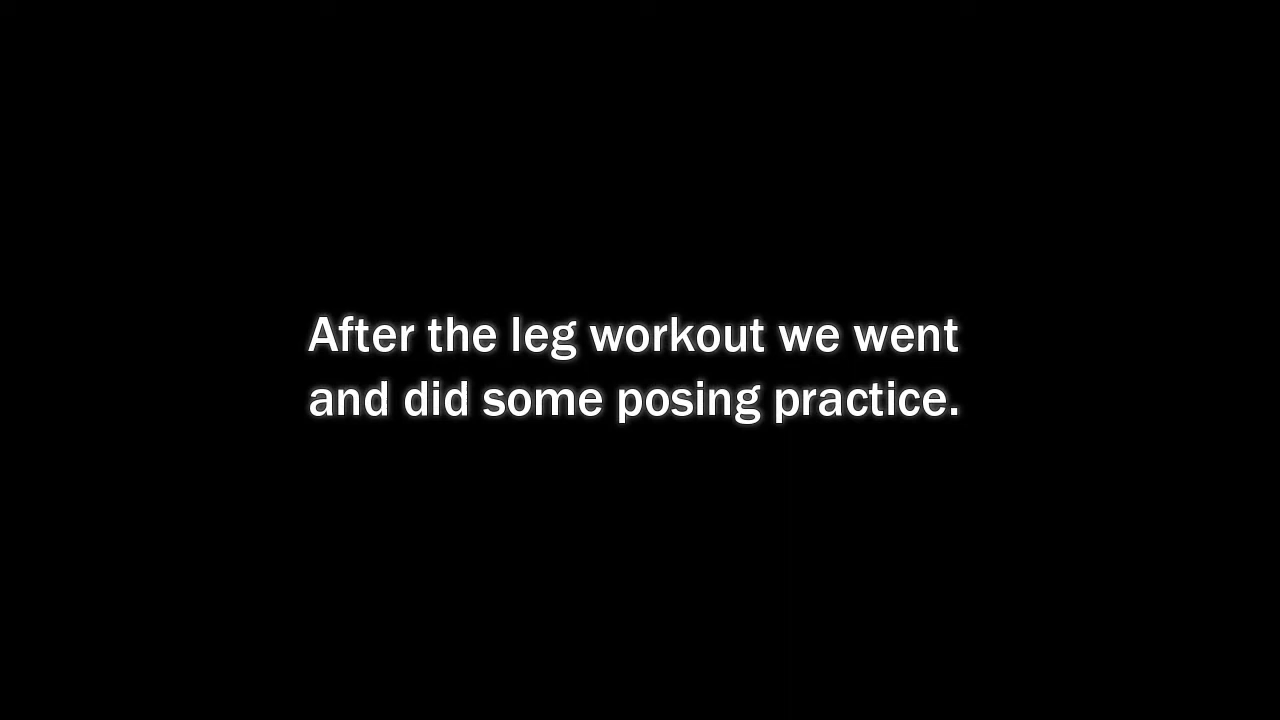 After the leg workout we went
and did some posing practice.